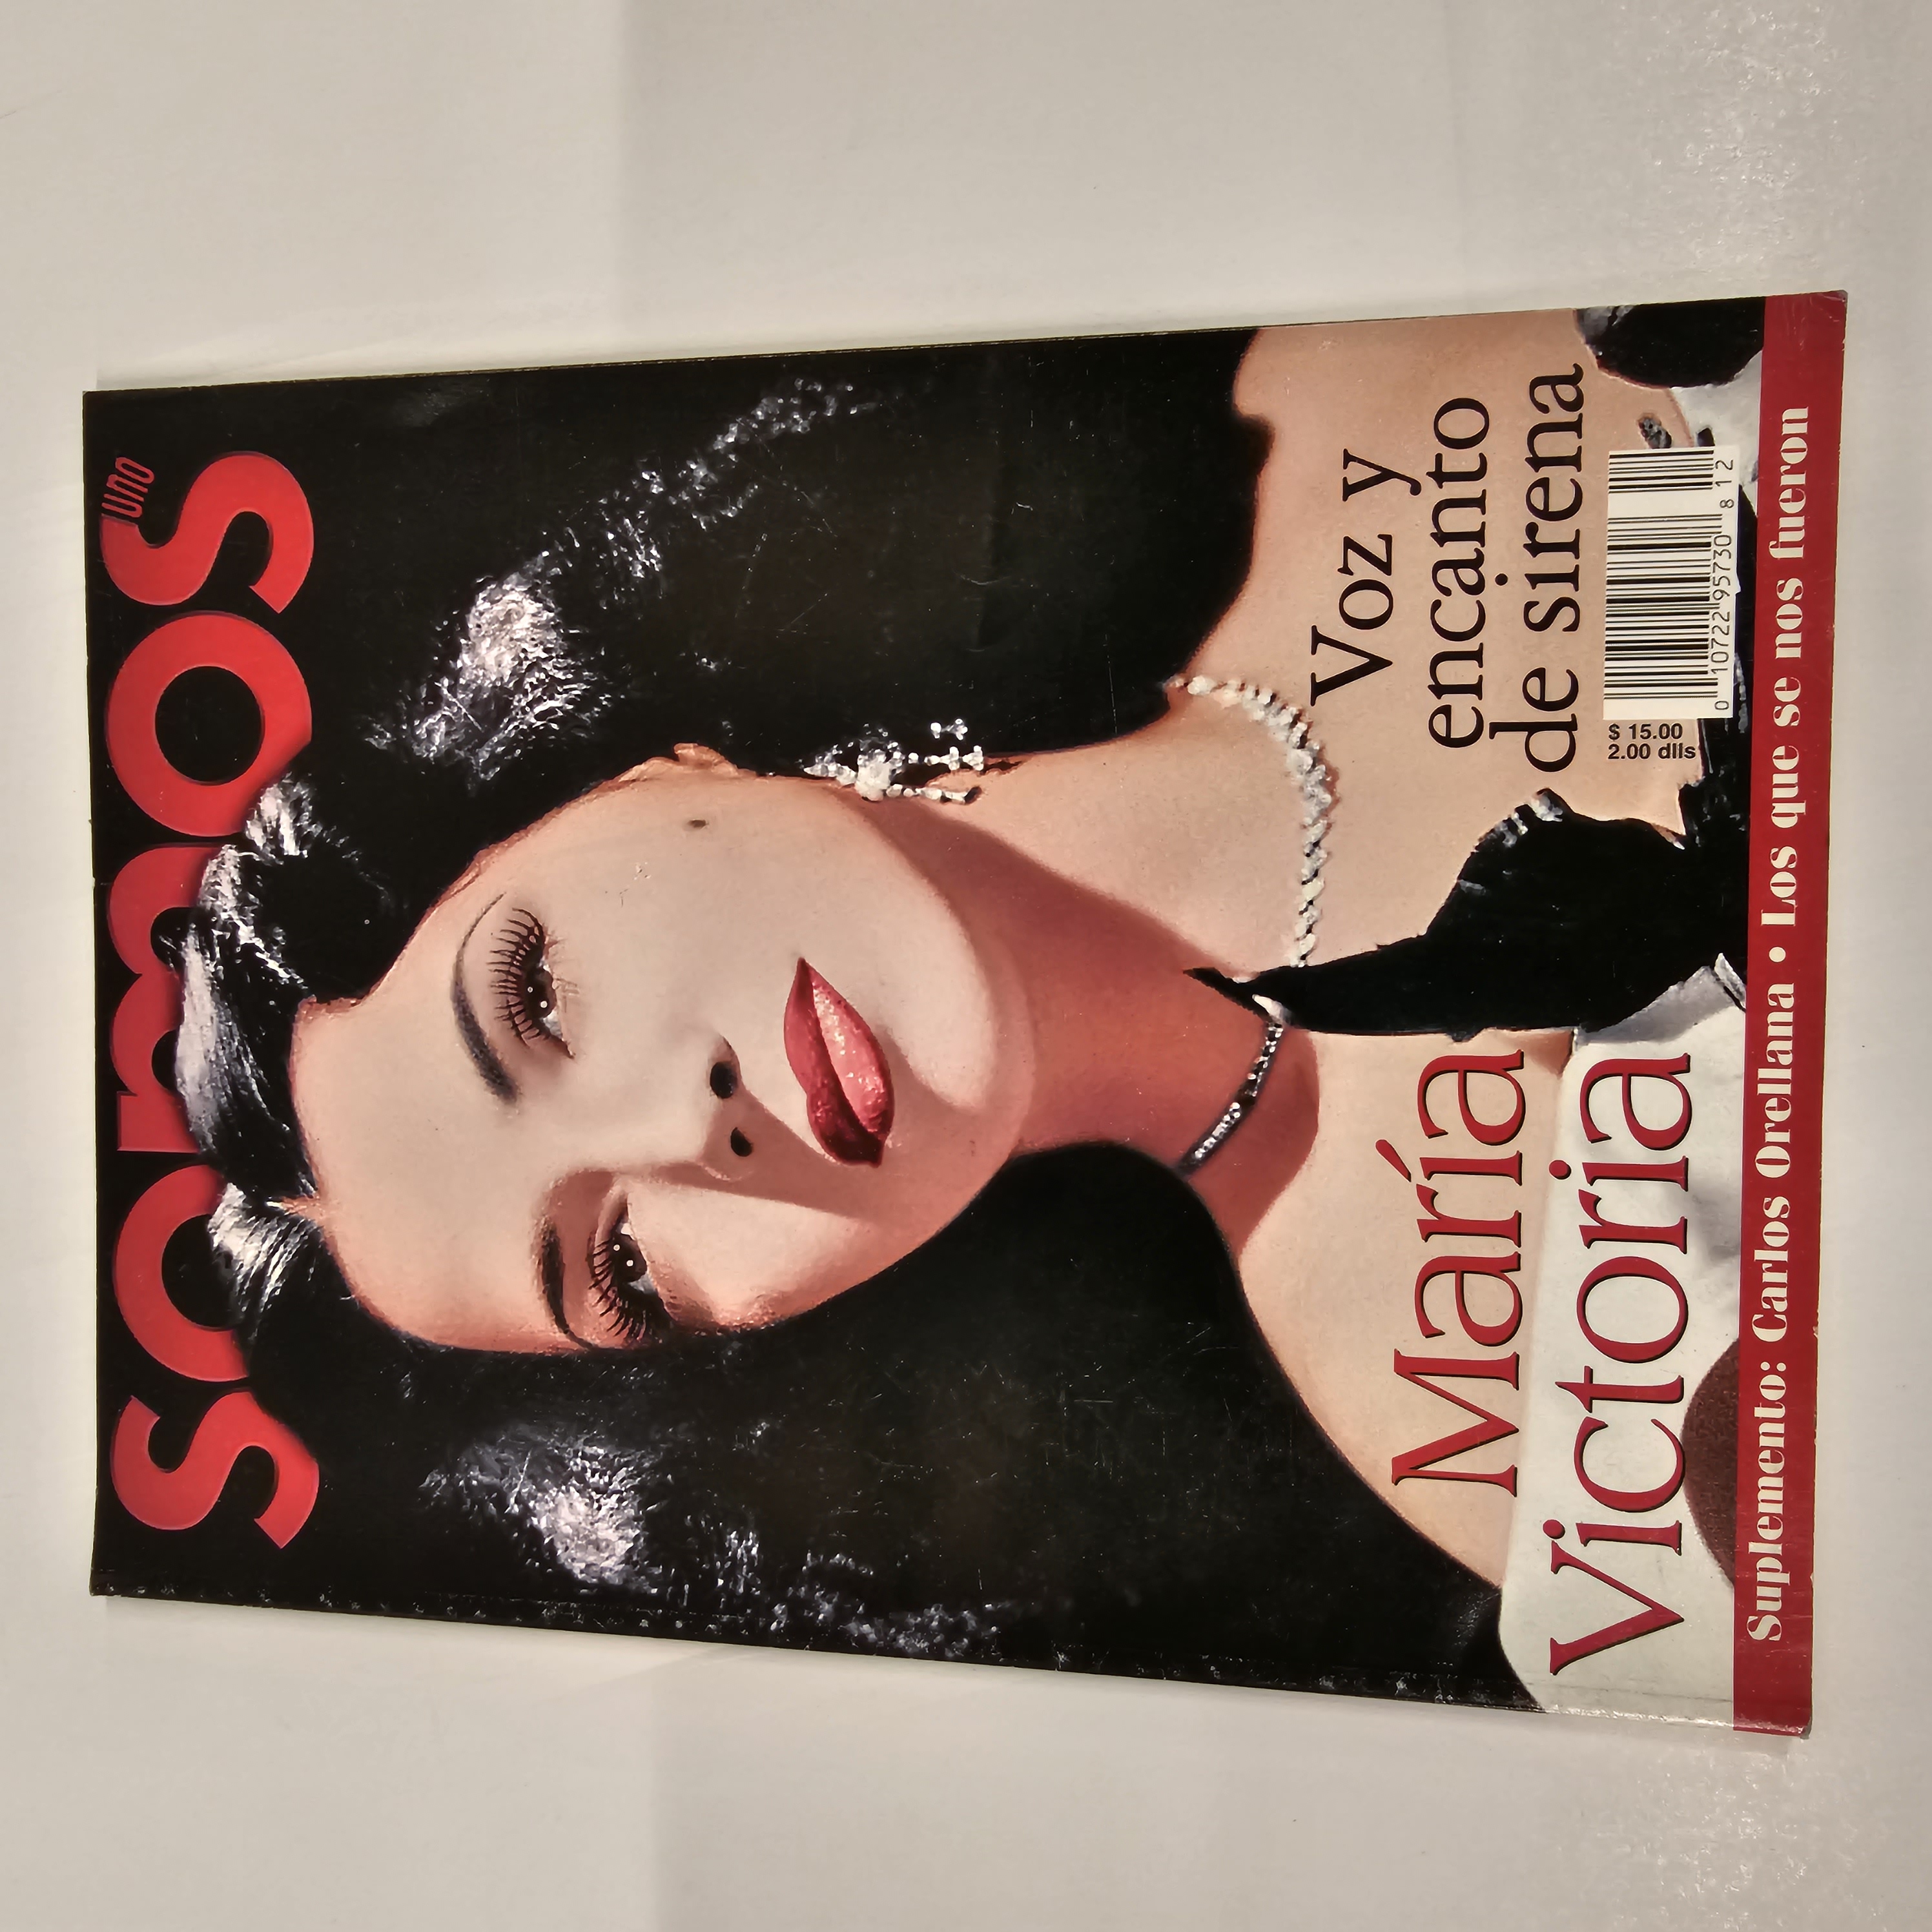 somos
uno
María
Victoria
Voz y
encanto
de sirena
$ 15.00
2.00 dlls
0 10722 95730 8 12
Suplemento: Carlos Orellana • Los que se nos fueron